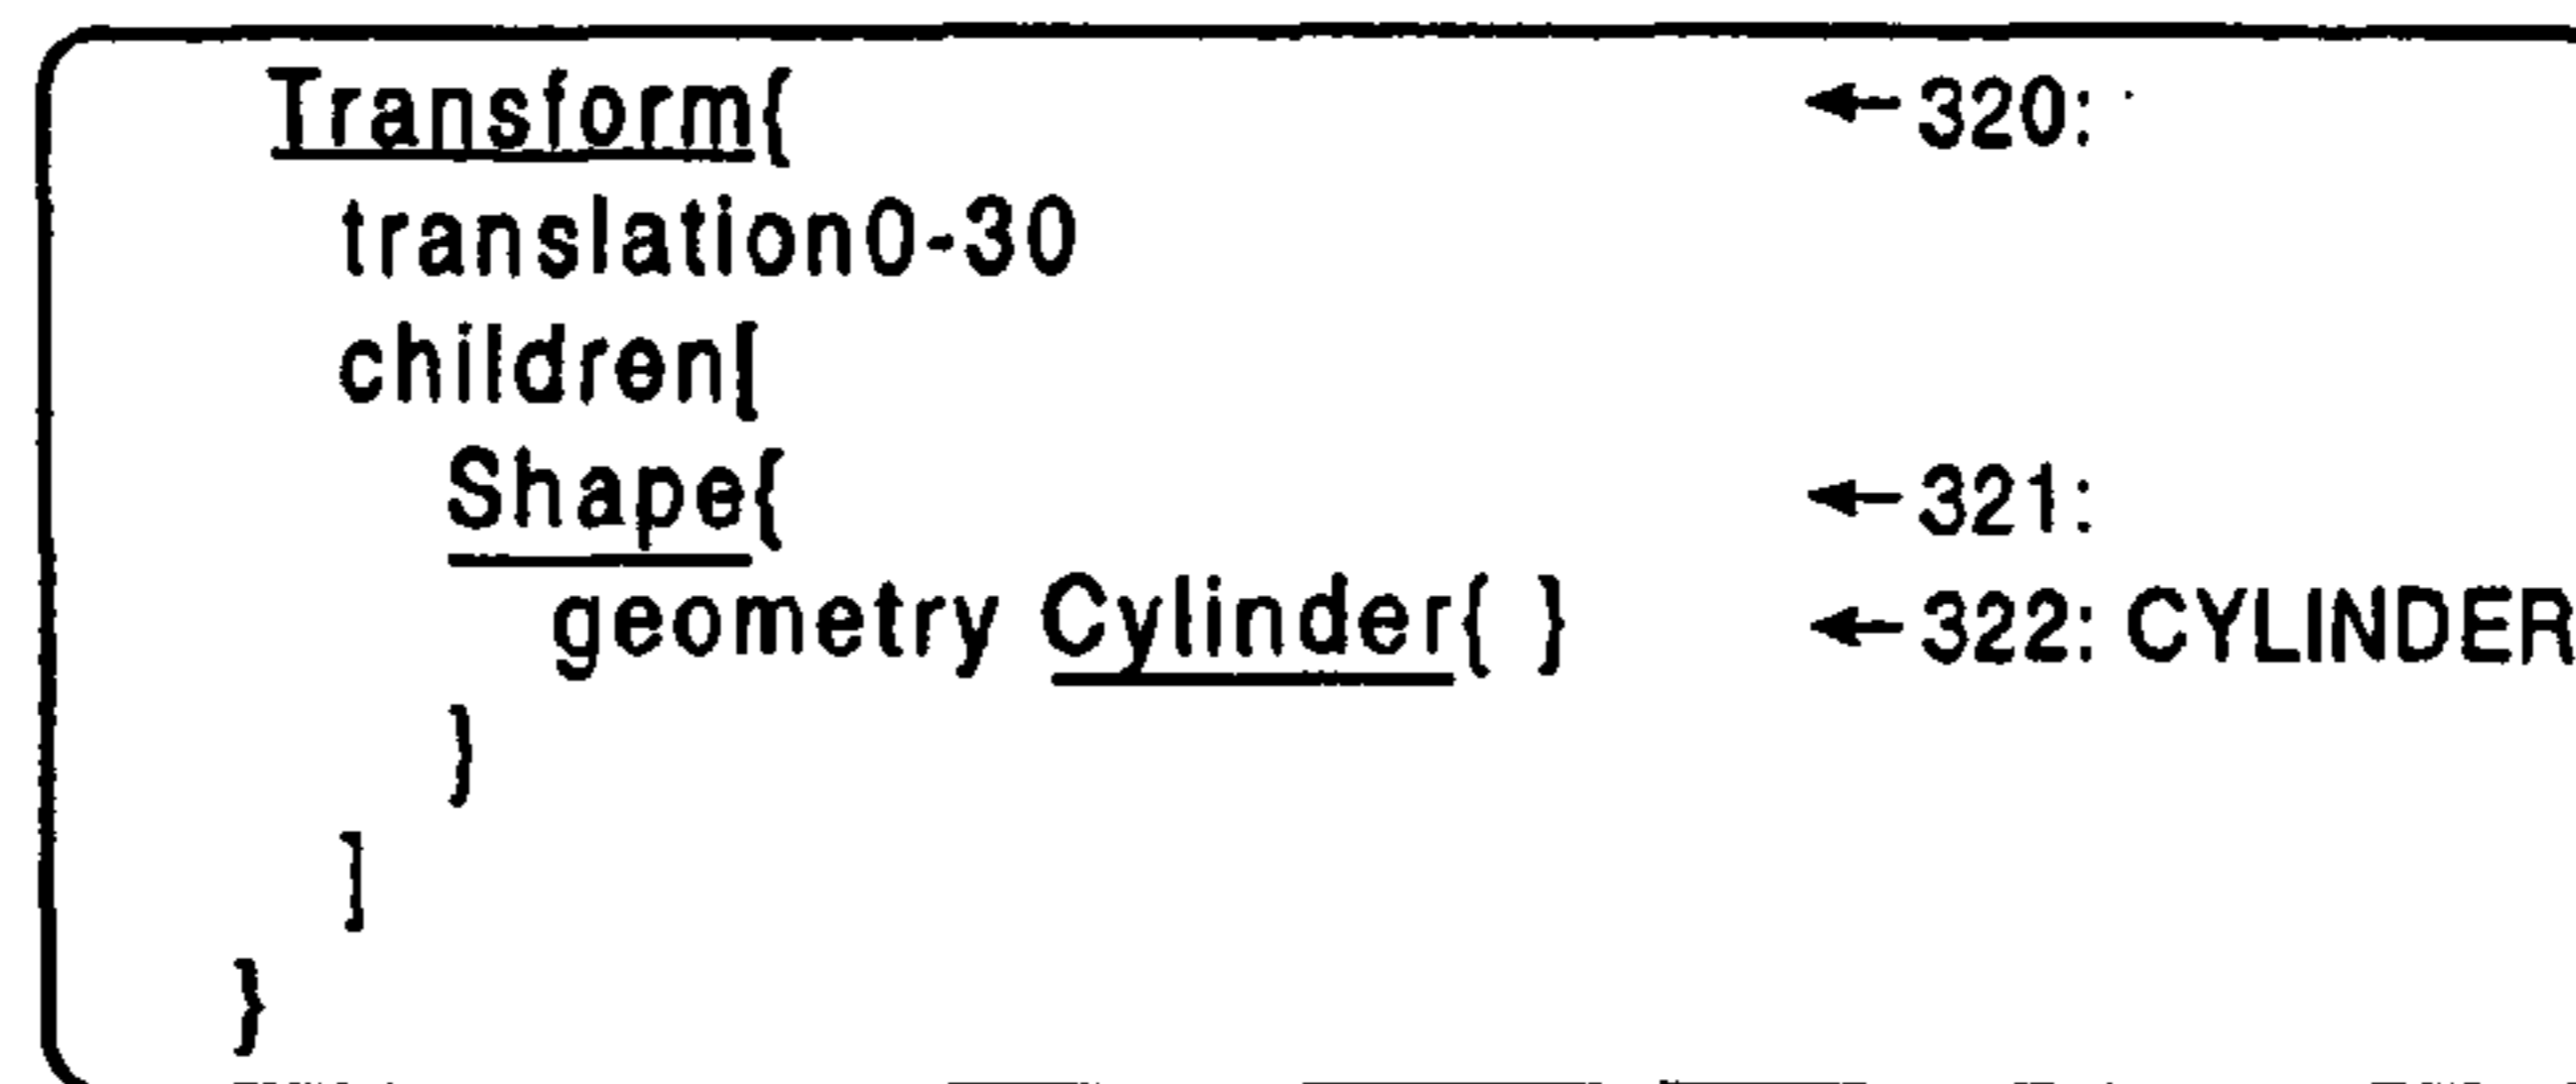 Transform{ ←320:
translation0-30
children[
Shape{ ←321:
geometry Cylinder{ } ←322: CYLINDER
}
]
}